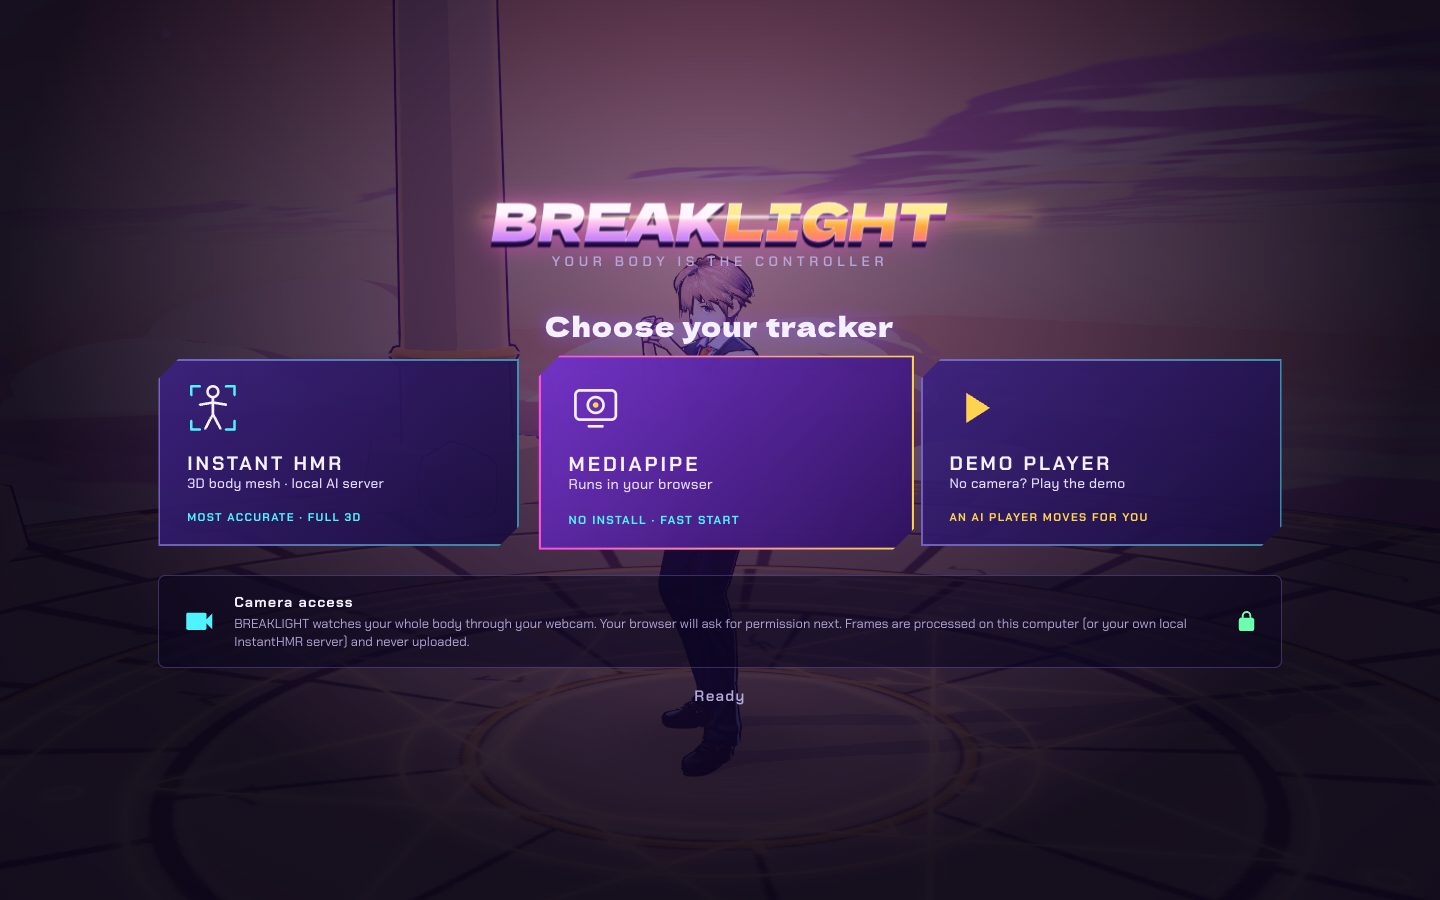 BREAKLIGHT
YOUR BODY IS THE CONTROLLER
Choose your tracker
INSTANT HMR
3D body mesh · local AI server
MOST ACCURATE · FULL 3D
MEDIAPIPE
Runs in your browser
NO INSTALL · FAST START
DEMO PLAYER
No camera? Play the demo
AN AI PLAYER MOVES FOR YOU
Camera access
BREAKLIGHT watches your whole body through your webcam. Your browser will ask for permission next. Frames are processed on this computer (or your own local
InstantHMR server) and never uploaded.
Ready